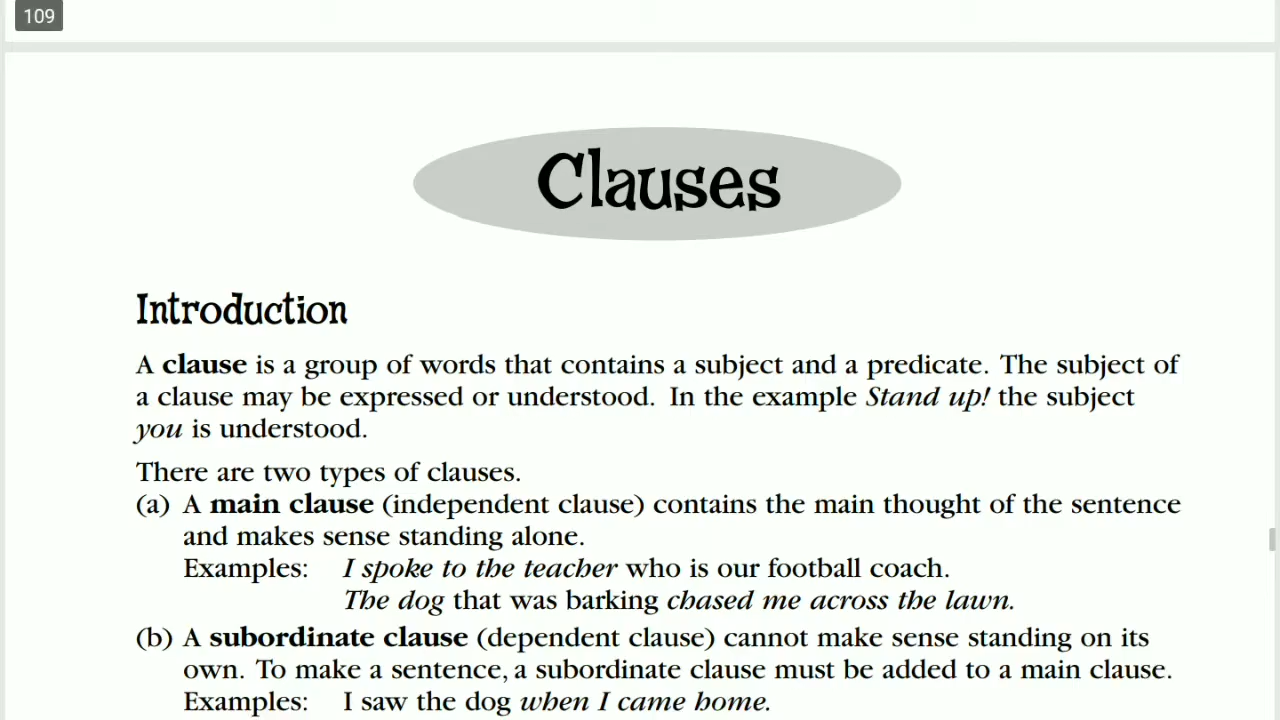 109
Clauses
Introduction
A clause is a group of words that contains a subject and a predicate. The subject of
a clause may be expressed or understood. In the example Stand up! the subject
you is understood.
There are two types of clauses.
(a) A main clause (independent clause) contains the main thought of the sentence
and makes sense standing alone.
Examples: I spoke to the teacher who is our football coach.
The dog that was barking chased me across the lawn.
(b) A subordinate clause (dependent clause) cannot make sense standing on its
own. To make a sentence, a subordinate clause must be added to a main clause.
Examples: I saw the dog when I came home.